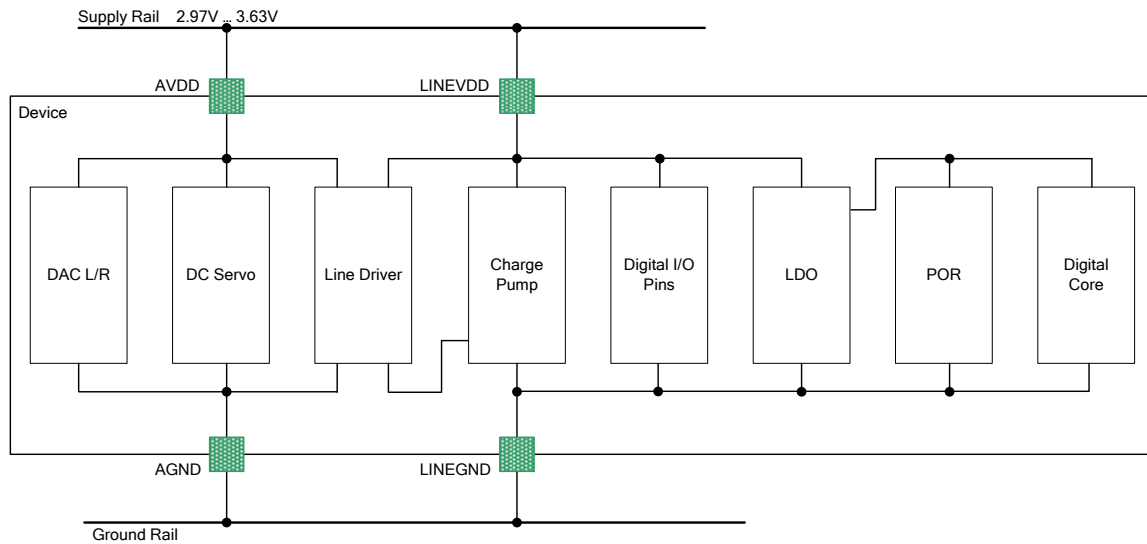 Supply Rail 2.97V ... 3.63V
AVDD
LINEVDD
Device
DAC L/R
DC Servo
Line Driver
Charge
Pump
Digital I/O
Pins
LDO
POR
Digital
Core
AGND
LINEGND
Ground Rail